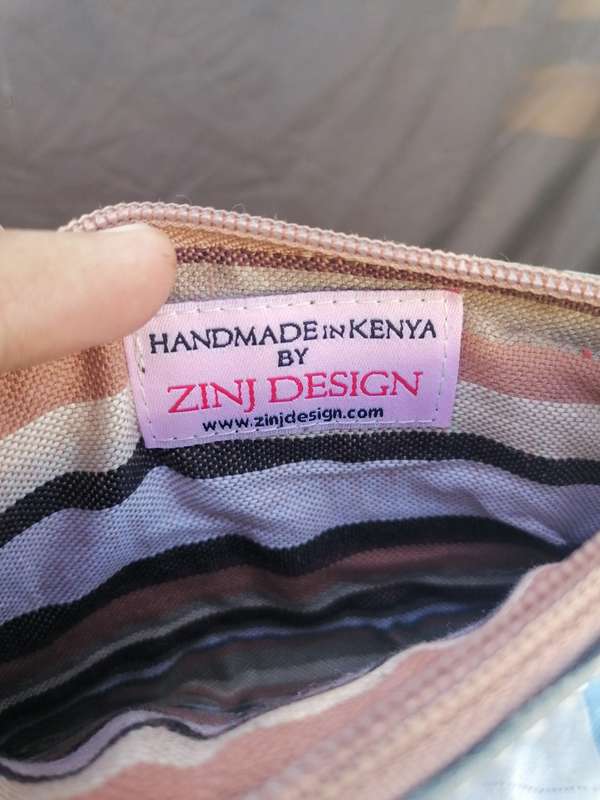 HANDMADE IN KENYA
BY
ZINJ DESIGN
www.zinjdesign.com